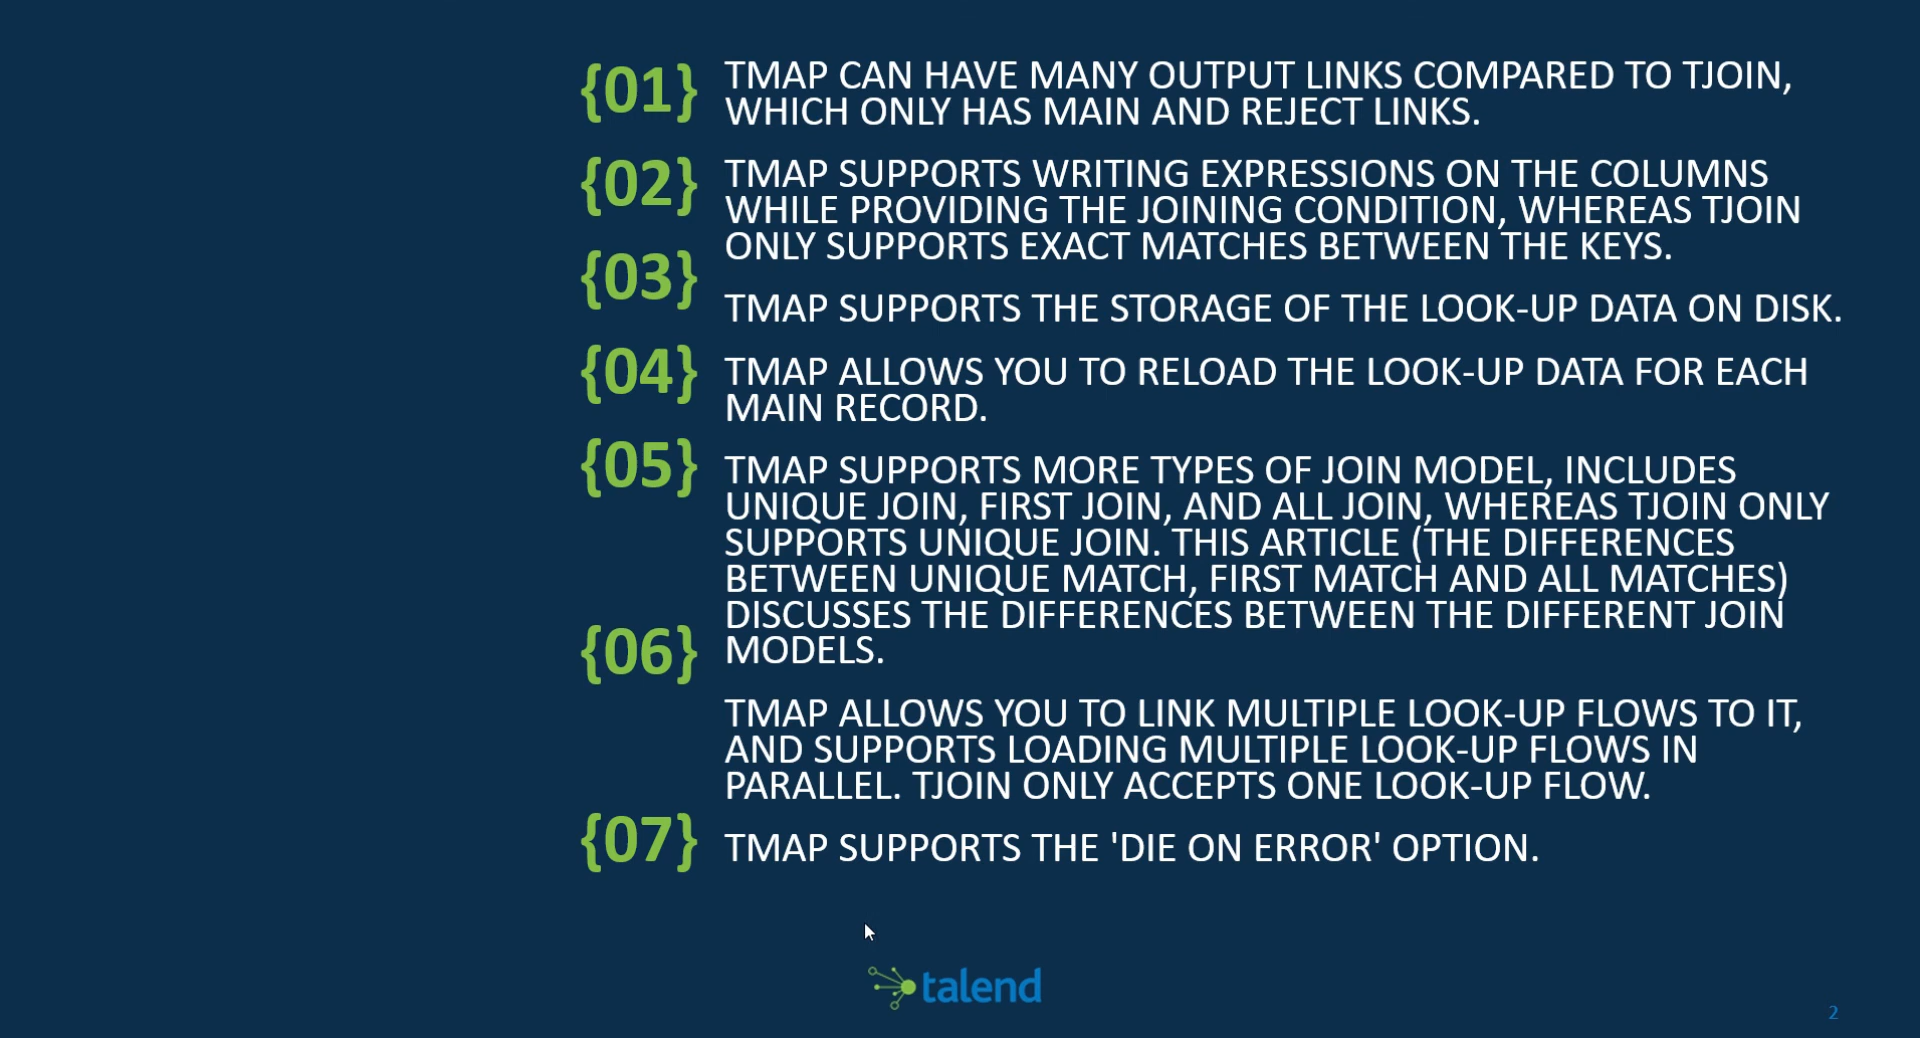 {01} TMAP CAN HAVE MANY OUTPUT LINKS COMPARED TO TJOIN,
WHICH ONLY HAS MAIN AND REJECT LINKS.
{02} TMAP SUPPORTS WRITING EXPRESSIONS ON THE COLUMNS
WHILE PROVIDING THE JOINING CONDITION, WHEREAS TJOIN
ONLY SUPPORTS EXACT MATCHES BETWEEN THE KEYS.
{03} TMAP SUPPORTS THE STORAGE OF THE LOOK-UP DATA ON DISK.
{04} TMAP ALLOWS YOU TO RELOAD THE LOOK-UP DATA FOR EACH
MAIN RECORD.
{05} TMAP SUPPORTS MORE TYPES OF JOIN MODEL, INCLUDES
UNIQUE JOIN, FIRST JOIN, AND ALL JOIN, WHEREAS TJOIN ONLY
SUPPORTS UNIQUE JOIN. THIS ARTICLE (THE DIFFERENCES
BETWEEN UNIQUE MATCH, FIRST MATCH AND ALL MATCHES)
DISCUSSES THE DIFFERENCES BETWEEN THE DIFFERENT JOIN
MODELS.
{06} TMAP ALLOWS YOU TO LINK MULTIPLE LOOK-UP FLOWS TO IT,
AND SUPPORTS LOADING MULTIPLE LOOK-UP FLOWS IN
PARALLEL. TJOIN ONLY ACCEPTS ONE LOOK-UP FLOW.
{07} TMAP SUPPORTS THE 'DIE ON ERROR' OPTION.
talend
2